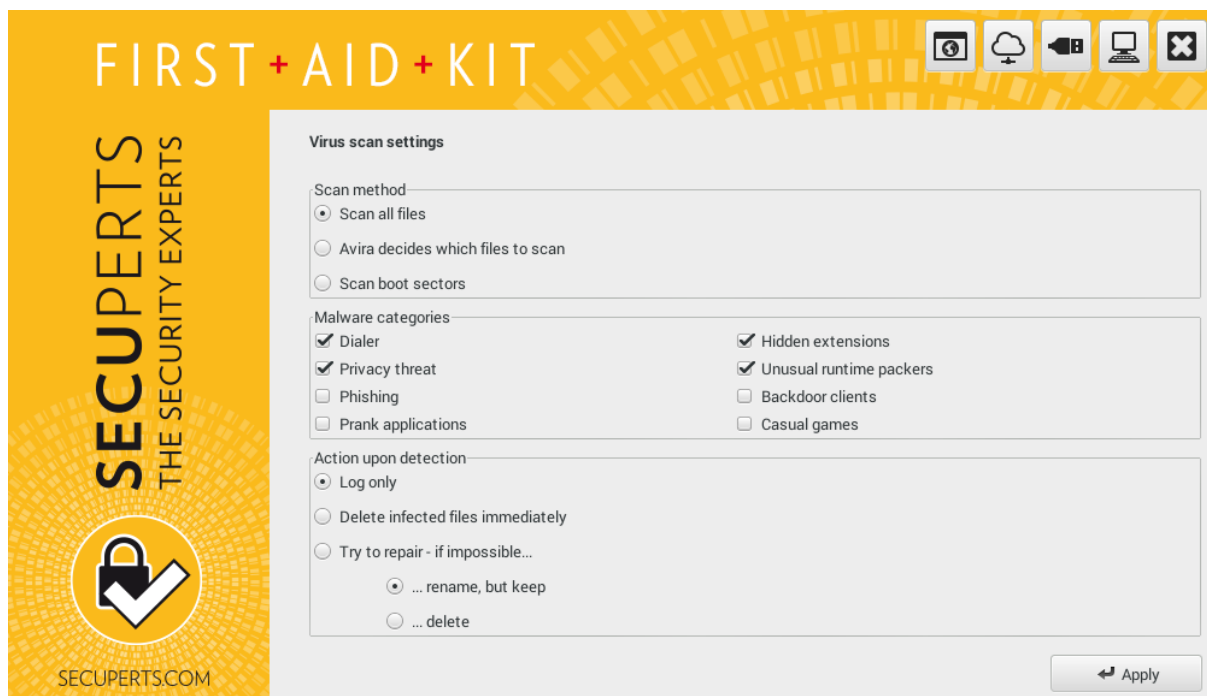 FIRST+AID+KIT
SECUPERTS
THE SECURITY EXPERTS
SECUPERTS.COM
Virus scan settings
Scan method
Scan all files
Avira decides which files to scan
Scan boot sectors
Malware categories
Dialer
Hidden extensions
Privacy threat
Unusual runtime packers
Phishing
Backdoor clients
Prank applications
Casual games
Action upon detection
Log only
Delete infected files immediately
Try to repair - if impossible...
... rename, but keep
... delete
Apply